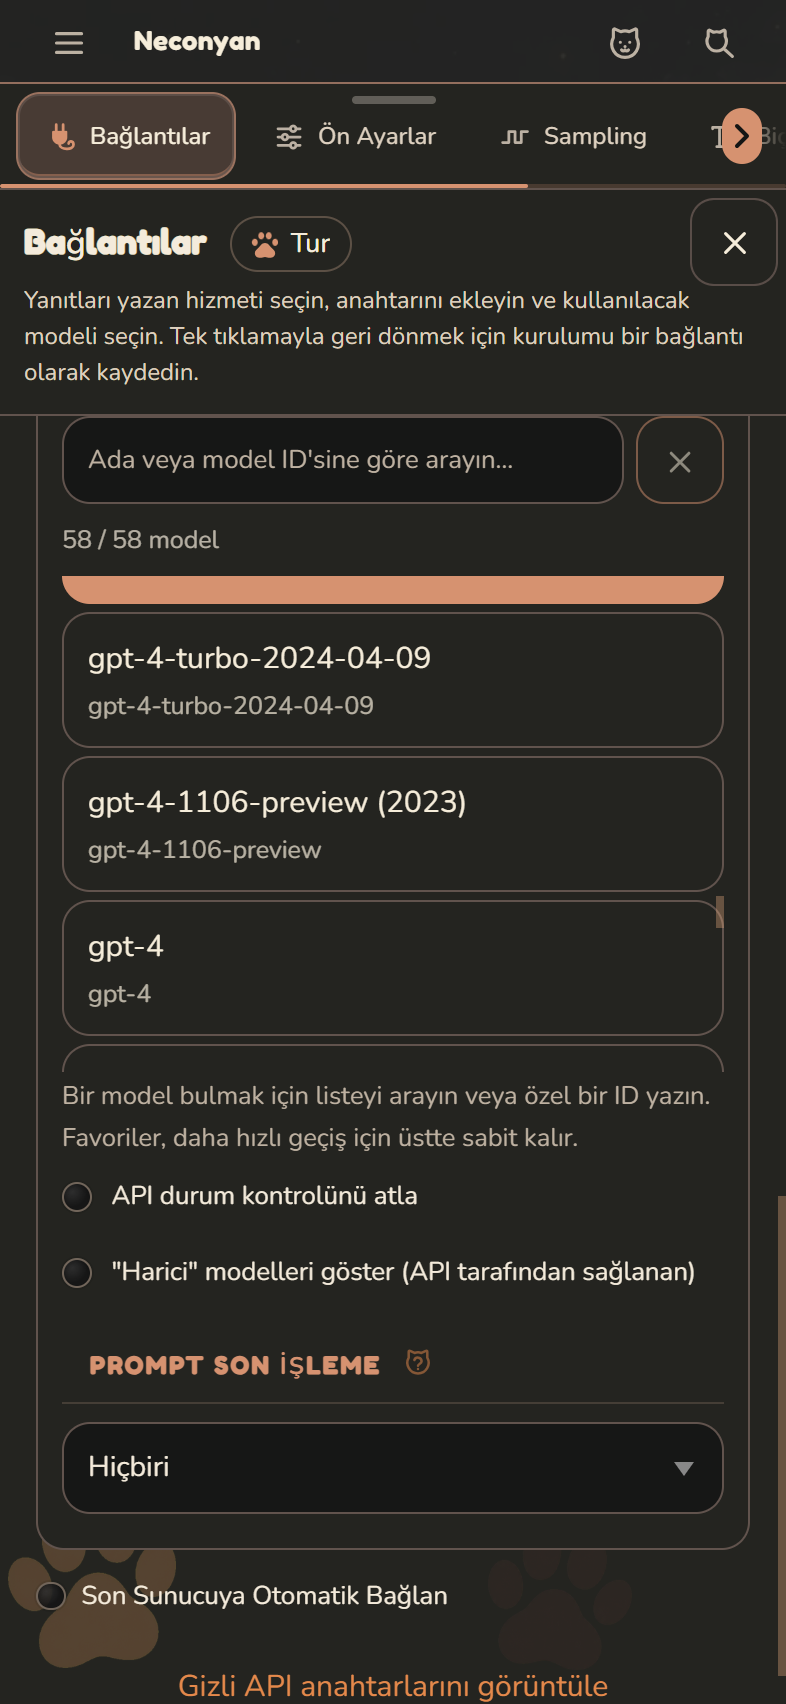 Neconyan
Bağlantılar
Ön Ayarlar
Sampling
Bağlantılar
Tur
Yanıtları yazan hizmeti seçin, anahtarını ekleyin ve kullanılacak
modeli seçin. Tek tıklamayla geri dönmek için kurulumu bir bağlantı
olarak kaydedin.
Ada veya model ID'sine göre arayın...
58 / 58 model
gpt-4-turbo-2024-04-09
gpt-4-turbo-2024-04-09
gpt-4-1106-preview (2023)
gpt-4-1106-preview
gpt-4
gpt-4
Bir model bulmak için listeyi arayın veya özel bir ID yazın.
Favoriler, daha hızlı geçiş için üstte sabit kalır.
API durum kontrolünü atla
"Harici" modelleri göster (API tarafından sağlanan)
PROMPT SON İŞLEME
Hiçbiri
Son Sunucuya Otomatik Bağlan
Gizli API anahtarlarını görüntüle